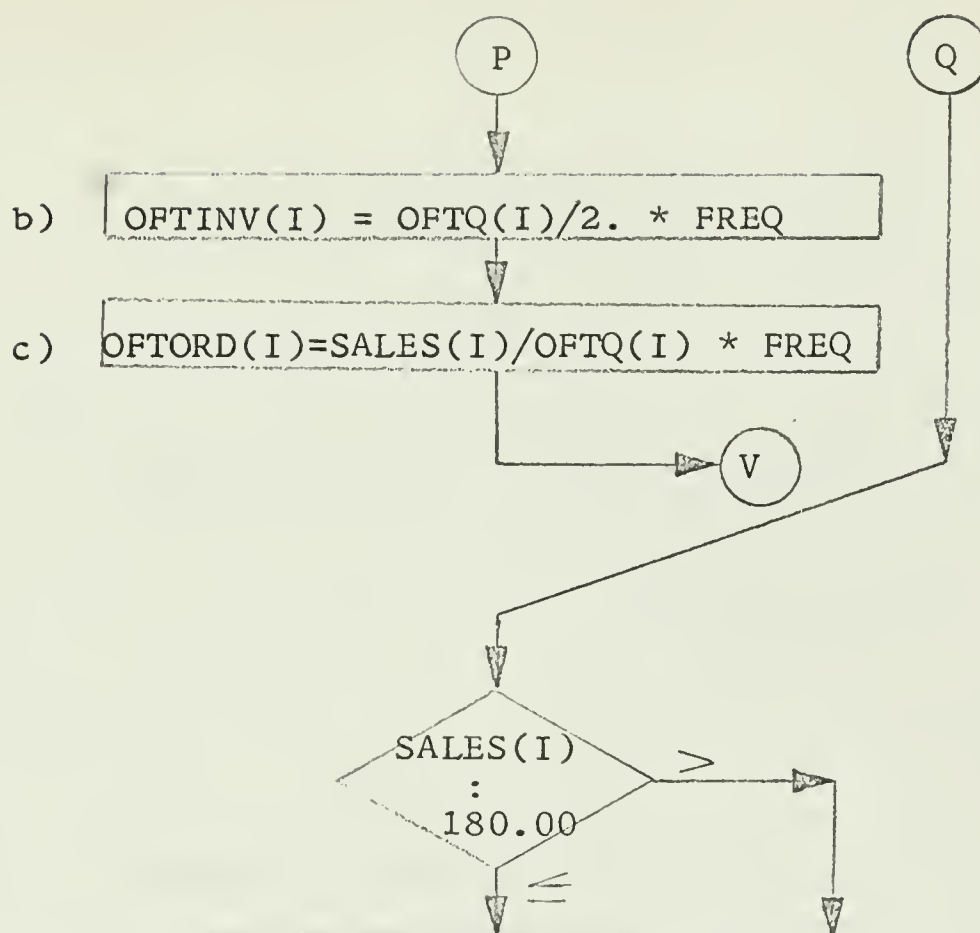 P
Q
b) OFTINV(I) = OFTQ(I)/2. * FREQ
c) OFTORD(I)=SALES(I)/OFTQ(I) * FREQ
V
SALES(I)
:
180.00
>
≤